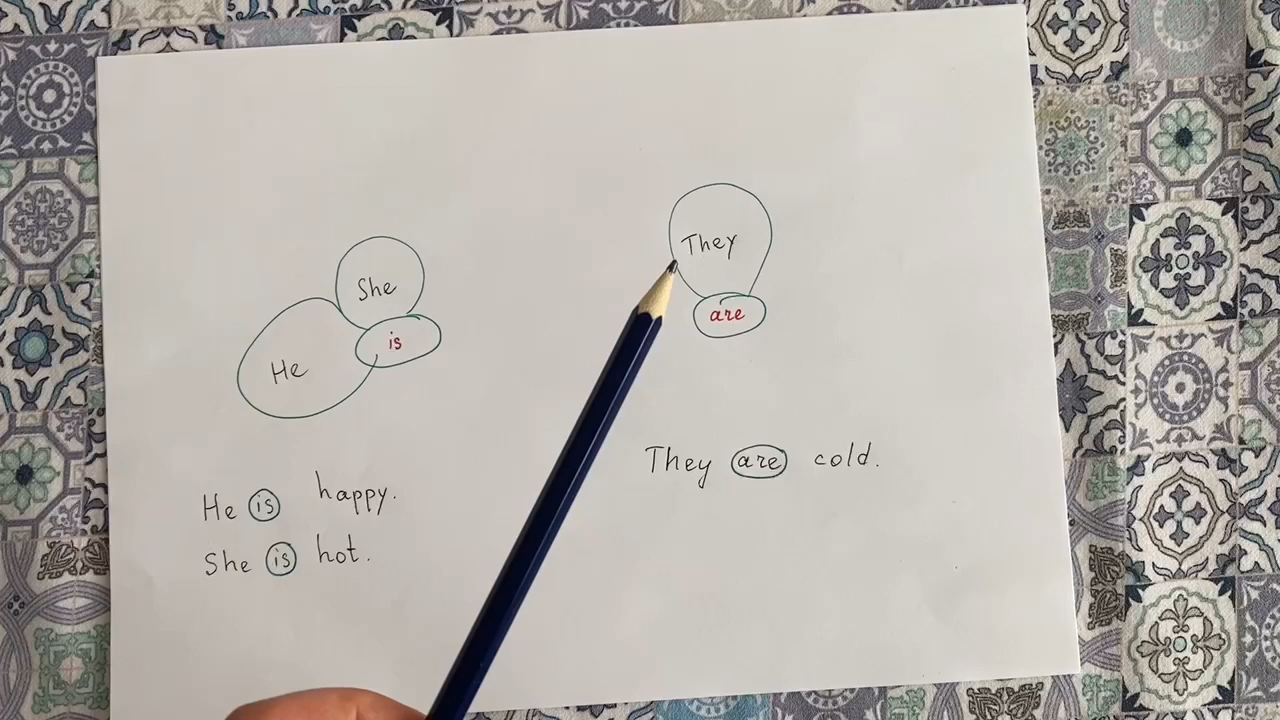 She
is
He
They
are
He is happy.
She is hot.
They are cold.